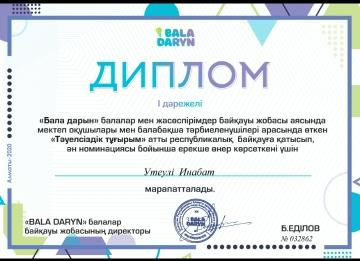 BALA
DARYN
ДИПЛОМ
І дәрежелі
«Бала дарын» балалар мен жасөспірімдер байқауы жобасы аясында
мектеп оқушылары мен балабақша тәрбиеленушілері арасында өткен
«Тәуелсіздік тұғырым» атты республикалық байқауға қатысып,
ән номинациясы бойынша ерекше өнер көрсеткені үшін
Утеулі Инабат
марапатталады.
Алматы-2020
«BALA DARYN» балалар
байқауы жобасының директоры
Б.ЕДІЛОВ
№ 032862